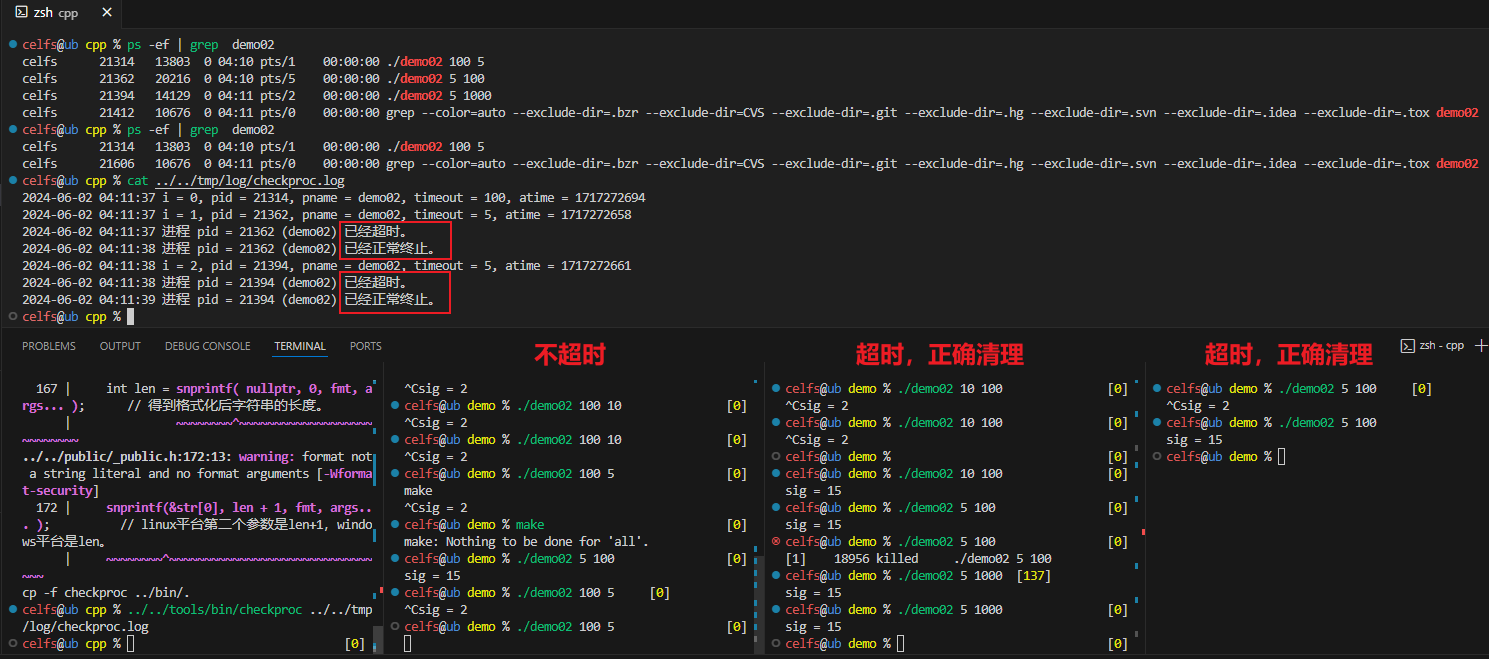 zsh cpp ×
celfs@ub cpp % ps -ef | grep  demo02
celfs     21314   13803  0 04:10 pts/1    00:00:00 ./demo02 100 5
celfs     21362   20216  0 04:10 pts/5    00:00:00 ./demo02 5 100
celfs     21394   14129  0 04:11 pts/2    00:00:00 ./demo02 5 1000
celfs     21412   10676  0 04:11 pts/0    00:00:00 grep --color=auto --exclude-dir=.bzr --exclude-dir=CVS --exclude-dir=.git --exclude-dir=.hg --exclude-dir=.svn --exclude-dir=.idea --exclude-dir=.tox demo02
celfs@ub cpp % ps -ef | grep  demo02
celfs     21314   13803  0 04:10 pts/1    00:00:00 ./demo02 100 5
celfs     21606   10676  0 04:11 pts/0    00:00:00 grep --color=auto --exclude-dir=.bzr --exclude-dir=CVS --exclude-dir=.git --exclude-dir=.hg --exclude-dir=.svn --exclude-dir=.idea --exclude-dir=.tox demo02
celfs@ub cpp % cat ../../tmp/log/checkproc.log
2024-06-02 04:11:37 i = 0, pid = 21314, pname = demo02, timeout = 100, atime = 1717272694
2024-06-02 04:11:37 i = 1, pid = 21362, pname = demo02, timeout = 5, atime = 1717272658
2024-06-02 04:11:37 进程 pid = 21362 (demo02) 已经超时。
2024-06-02 04:11:38 进程 pid = 21362 (demo02) 已经正常终止。
2024-06-02 04:11:38 i = 2, pid = 21394, pname = demo02, timeout = 5, atime = 1717272661
2024-06-02 04:11:38 进程 pid = 21394 (demo02) 已经超时。
2024-06-02 04:11:39 进程 pid = 21394 (demo02) 已经正常终止。
celfs@ub cpp %
PROBLEMS OUTPUT DEBUG CONSOLE TERMINAL PORTS
zsh - cpp +
167 |     int len = snprintf( nullptr, 0, fmt, a
rgs... );     // 得到格式化后字符串的长度。
|               ~~~~~~~~^~~~~~~~~~~~~~~~~~~~
~~~~~~~~
../../public/_public.h:172:13: warning: format not
a string literal and no format arguments [-Wforma
t-security]
172 |     snprintf(&str[0], len + 1, fmt, args..
. );     // linux平台第二个参数是len+1，windo
ws平台是len。
|     ~~~~~~~~^~~~~~~~~~~~~~~~~~~~~~~~~~~~~~
~~~
cp -f checkproc ../bin/.
celfs@ub cpp % ../../tools/bin/checkproc ../../tmp
/log/checkproc.log
celfs@ub cpp % [0]
不超时
^Csig = 2
celfs@ub demo % ./demo02 100 10 [0]
^Csig = 2
celfs@ub demo % ./demo02 100 10 [0]
^Csig = 2
celfs@ub demo % ./demo02 100 5 [0]
make
^Csig = 2
celfs@ub demo % make [0]
make: Nothing to be done for 'all'.
celfs@ub demo % ./demo02 5 100 [0]
sig = 15
celfs@ub demo % ./demo02 100 5 [0]
^Csig = 2
celfs@ub demo % ./demo02 100 5 [0]
超时，正确清理
celfs@ub demo % ./demo02 10 100 [0]
^Csig = 2
celfs@ub demo % ./demo02 10 100 [0]
^Csig = 2
celfs@ub demo % [0]
celfs@ub demo % ./demo02 10 100 [0]
sig = 15
celfs@ub demo % ./demo02 5 100 [0]
sig = 15
celfs@ub demo % ./demo02 5 100 [0]
[1]    18956 killed     ./demo02 5 100
celfs@ub demo % ./demo02 5 1000 [137]
sig = 15
celfs@ub demo % ./demo02 5 1000 [0]
sig = 15
celfs@ub demo % [0]
超时，正确清理
celfs@ub demo % ./demo02 5 100 [0]
^Csig = 2
celfs@ub demo % ./demo02 5 100
sig = 15
celfs@ub demo %